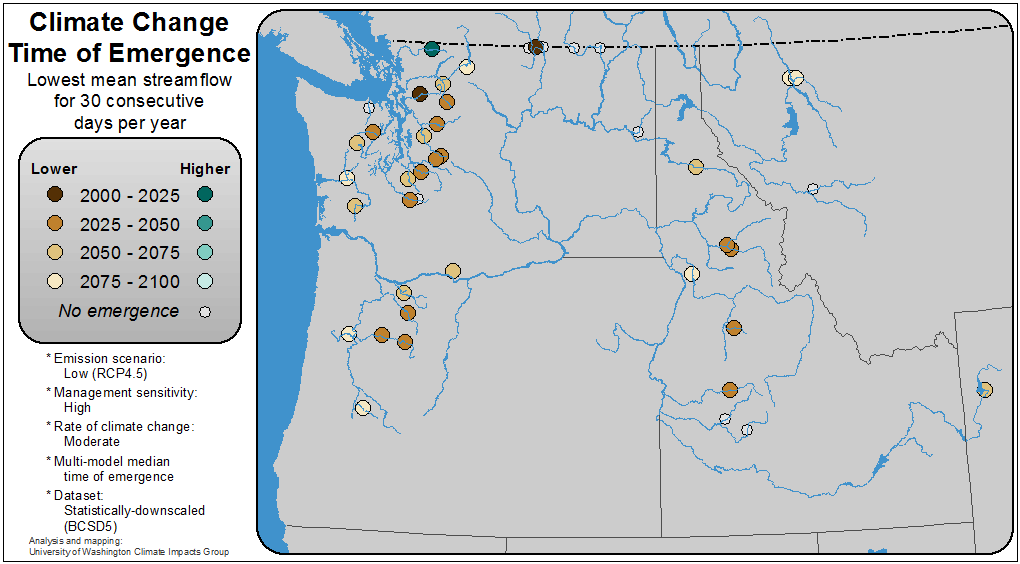 Climate Change
Time of Emergence
Lowest mean streamflow
for 30 consecutive
days per year
Lower Higher
2000 - 2025
2025 - 2050
2050 - 2075
2075 - 2100
No emergence
* Emission scenario:
Low (RCP4.5)
* Management sensitivity:
High
* Rate of climate change:
Moderate
* Multi-model median
time of emergence
* Dataset:
Statistically-downscaled
(BCSD5)
Analysis and mapping:
University of Washington Climate Impacts Group